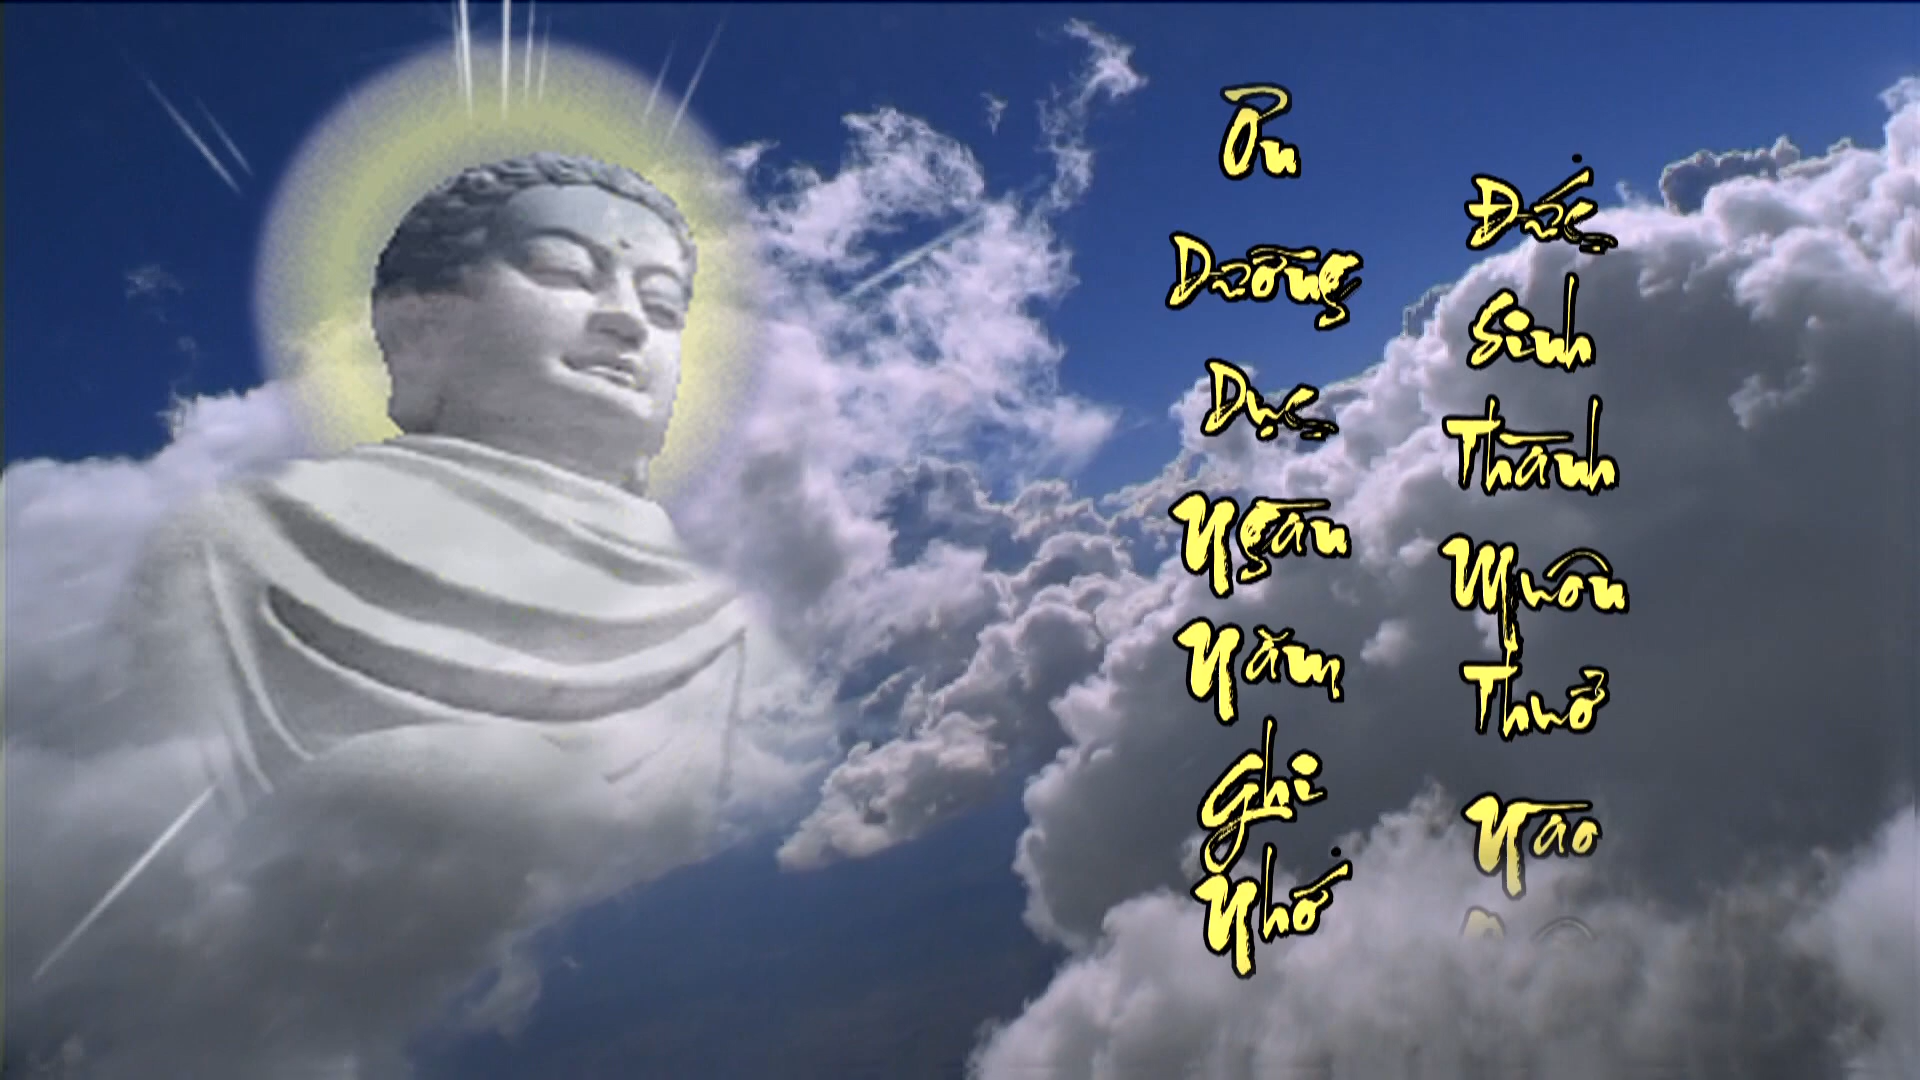 Ơn Dưỡng Dục Ngàn Năm Ghi Nhớ
Đức Sinh Thành Muôn Thuở Nào